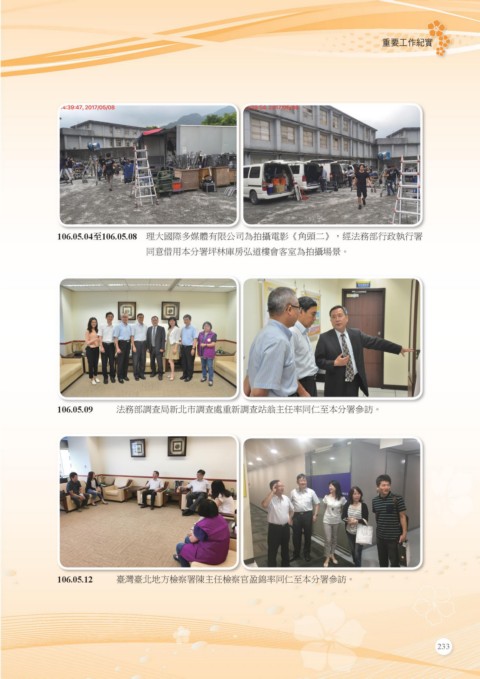 重要工作紀實
4:39:47, 2017/05/08
106.05.04至106.05.08 理大國際多媒體有限公司為拍攝電影《角頭二》，經法務部行政執行署
同意借用本分署坪林庫房弘道樓會客室為拍攝場景。
106.05.09 法務部調查局新北市調查處重新調查站翁主任率同仁至本分署參訪。
106.05.12 臺灣臺北地方檢察署陳主任檢察官盈錦率同仁至本分署參訪。
233